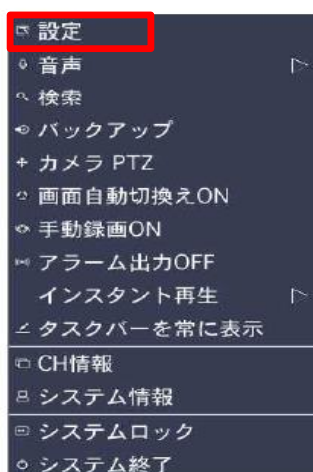 設定
音声
検索
バックアップ
カメラ PTZ
画面自動切換えON
手動録画ON
アラーム出力OFF
インスタント再生
タスクバーを常に表示
CH情報
システム情報
システムロック
システム終了